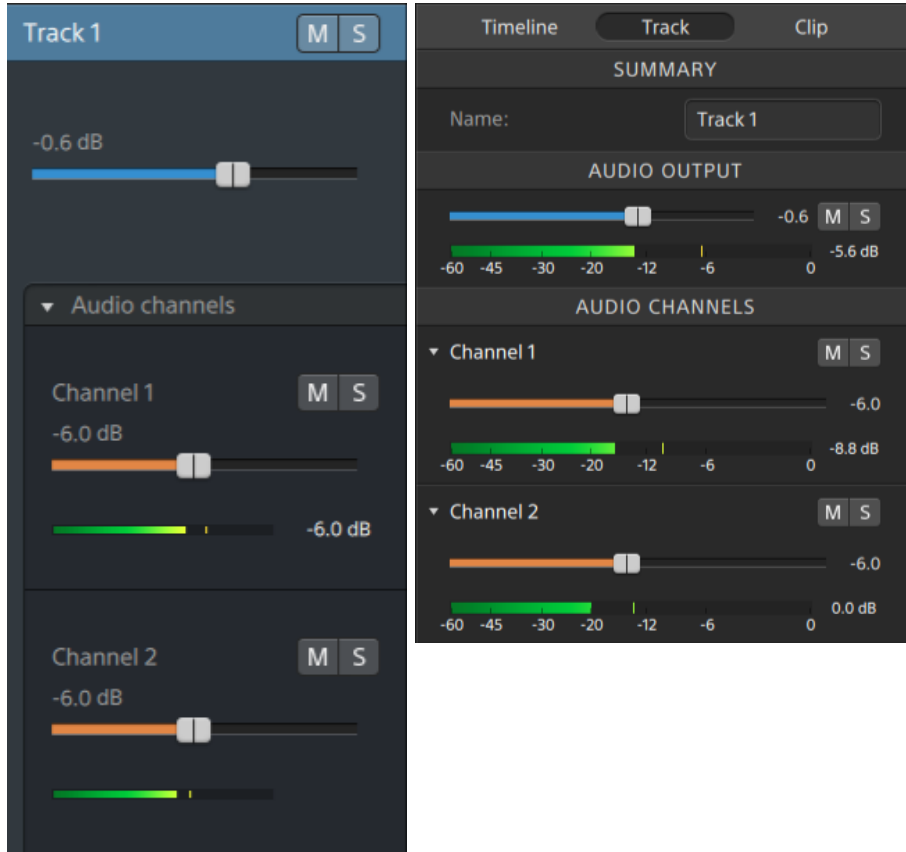 Track 1 M S
-0.6 dB
Audio channels
Channel 1 M S
-6.0 dB
-6.0 dB
Channel 2 M S
-6.0 dB
Timeline Track Clip
SUMMARY
Name: Track 1
AUDIO OUTPUT
-0.6 M S
-5.6 dB
-60 -45 -30 -20 -12 -6 0
AUDIO CHANNELS
Channel 1 M S
-6.0
-8.8 dB
-60 -45 -30 -20 -12 -6 0
Channel 2 M S
-6.0
0.0 dB
-60 -45 -30 -20 -12 -6 0